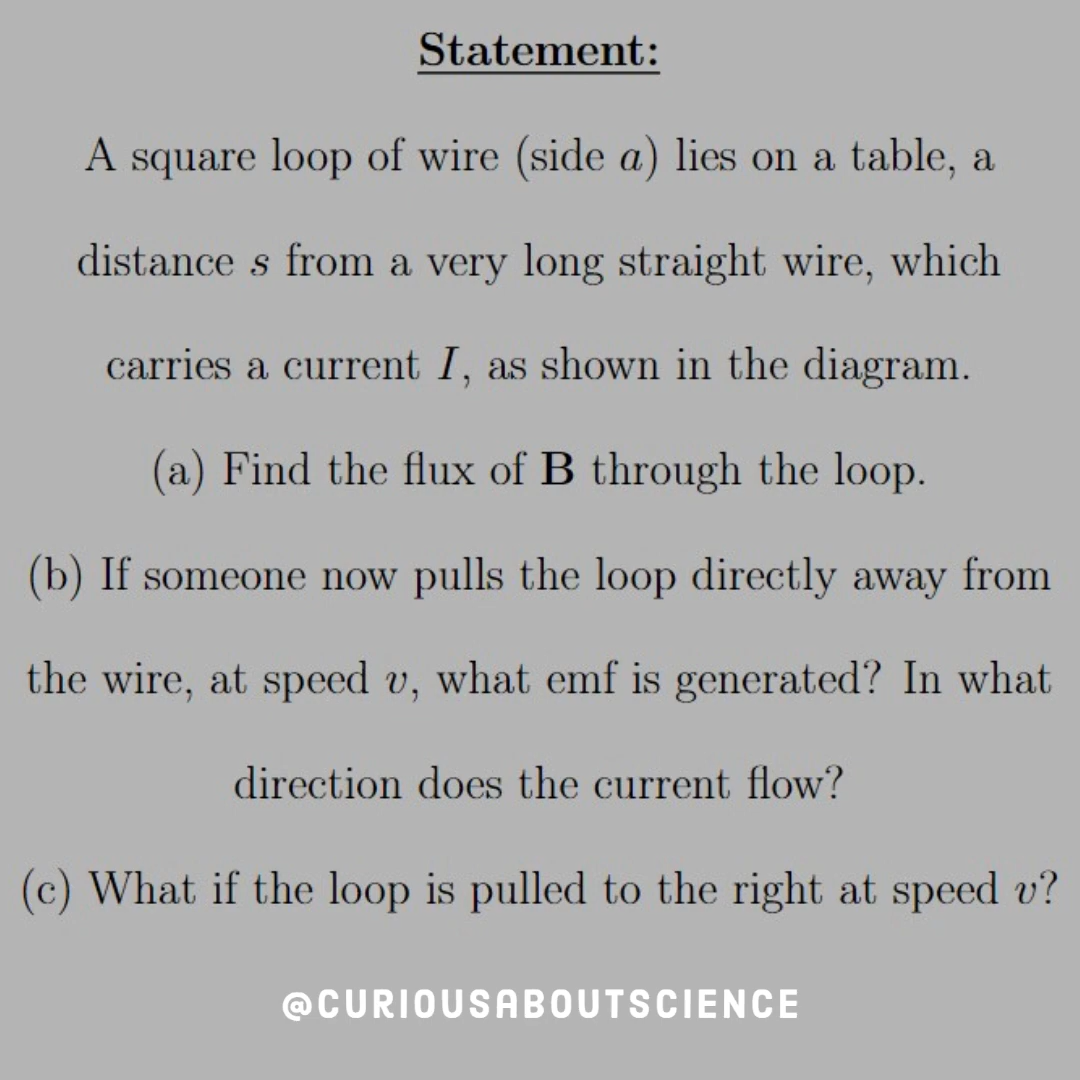 Statement:
A square loop of wire (side a) lies on a table, a
distance s from a very long straight wire, which
carries a current I, as shown in the diagram.
(a) Find the flux of B through the loop.
(b) If someone now pulls the loop directly away from
the wire, at speed v, what emf is generated? In what
direction does the current flow?
(c) What if the loop is pulled to the right at speed v?
@CURIOUSABOUTSCIENCE